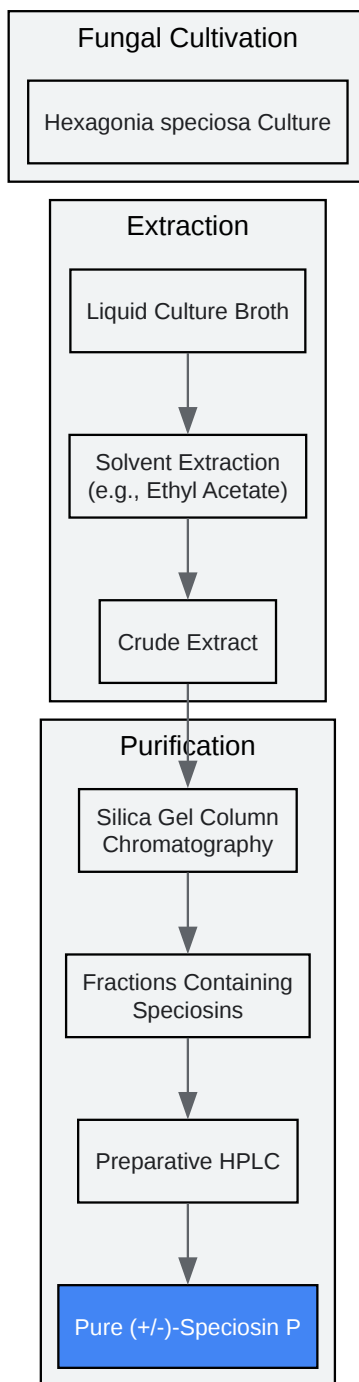 Fungal Cultivation
Hexagonia speciosa Culture
Extraction
Liquid Culture Broth
Solvent Extraction
(e.g., Ethyl Acetate)
Crude Extract
Purification
Silica Gel Column
Chromatography
Fractions Containing
Speciosins
Preparative HPLC
Pure (+/-)-Speciosin P